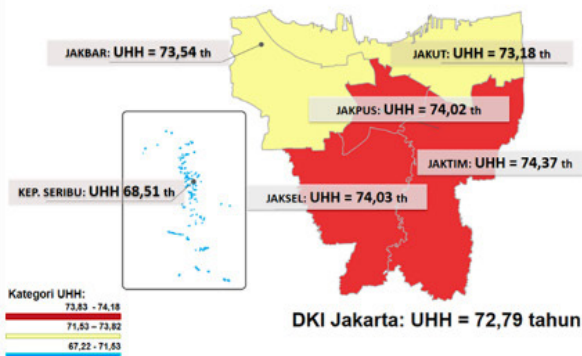 JAKBAR: UHH = 73,54 th
JAKUT: UHH = 73,18 th
JAKPUS: UHH = 74,02 th
JAKTIM: UHH = 74,37 th
KEP. SERIBU: UHH 68,51 th
JAKSEL: UHH = 74,03 th
Kategori UHH:
73,83 - 74,18
71,53 – 73,82
67,22 - 71,53
DKI Jakarta: UHH = 72,79 tahun